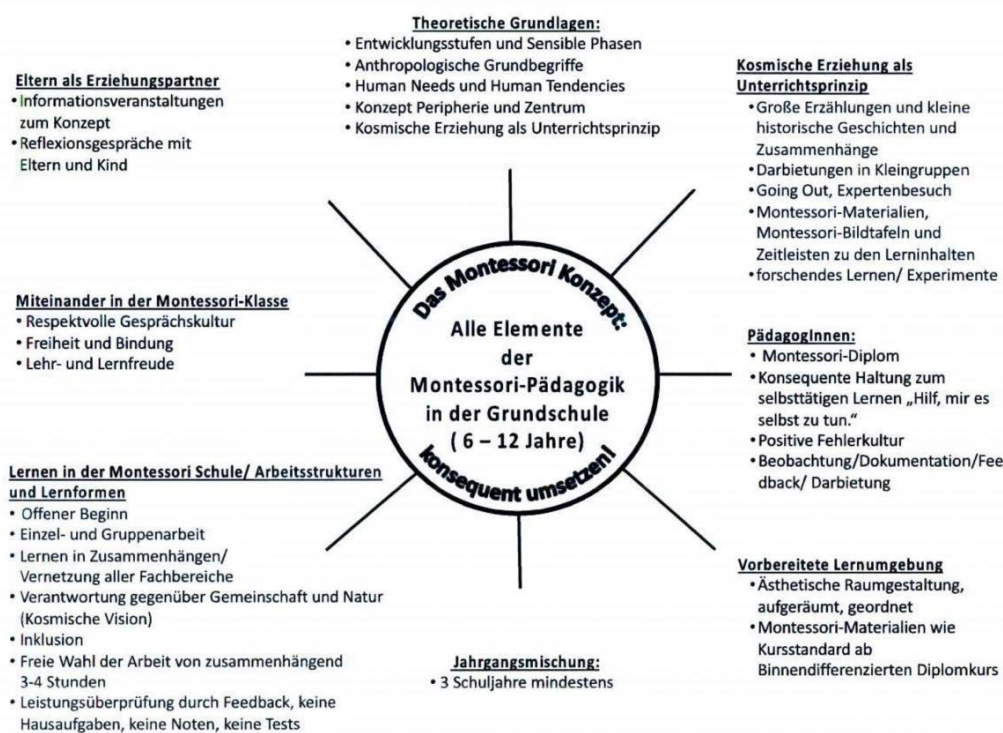 Theoretische Grundlagen:
• Entwicklungsstufen und Sensible Phasen
• Anthropologische Grundbegriffe
• Human Needs und Human Tendencies
• Konzept Peripherie und Zentrum
• Kosmische Erziehung als Unterrichtsprinzip
Eltern als Erziehungspartner
• Informationsveranstaltungen
zum Konzept
• Reflexionsgespräche mit
Eltern und Kind
Kosmische Erziehung als
Unterrichtsprinzip
• Große Erzählungen und kleine
historische Geschichten und
Zusammenhänge
• Darbietungen in Kleingruppen
• Going Out, Expertenbesuch
• Montessori-Materialien,
Montessori-Bildtafeln und
Zeitleisten zu den Lerninhalten
• forschendes Lernen/ Experimente
Miteinander in der Montessori-Klasse
• Respektvolle Gesprächskultur
• Freiheit und Bindung
• Lehr- und Lernfreude
Das Montessori Konzept:
Alle Elemente
der
Montessori-Pädagogik
in der Grundschule
( 6 – 12 Jahre)
konsequent umsetzen!
PädagogInnen:
• Montessori-Diplom
• Konsequente Haltung zum
selbsttätigen Lernen „Hilf, mir es
selbst zu tun.“
• Positive Fehlerkultur
• Beobachtung/Dokumentation/Fee
dback/ Darbietung
Lernen in der Montessori Schule/ Arbeitsstrukturen
und Lernformen
• Offener Beginn
• Einzel- und Gruppenarbeit
• Lernen in Zusammenhängen/
Vernetzung aller Fachbereiche
• Verantwortung gegenüber Gemeinschaft und Natur
(Kosmische Vision)
• Inklusion
• Freie Wahl der Arbeit von zusammenhängend
3-4 Stunden
• Leistungsüberprüfung durch Feedback, keine
Hausaufgaben, keine Noten, keine Tests
Jahrgangsmischung:
• 3 Schuljahre mindestens
Vorbereitete Lernumgebung
• Ästhetische Raumgestaltung,
aufgeräumt, geordnet
• Montessori-Materialien wie
Kursstandard ab
Binnendifferenzierten Diplomkurs